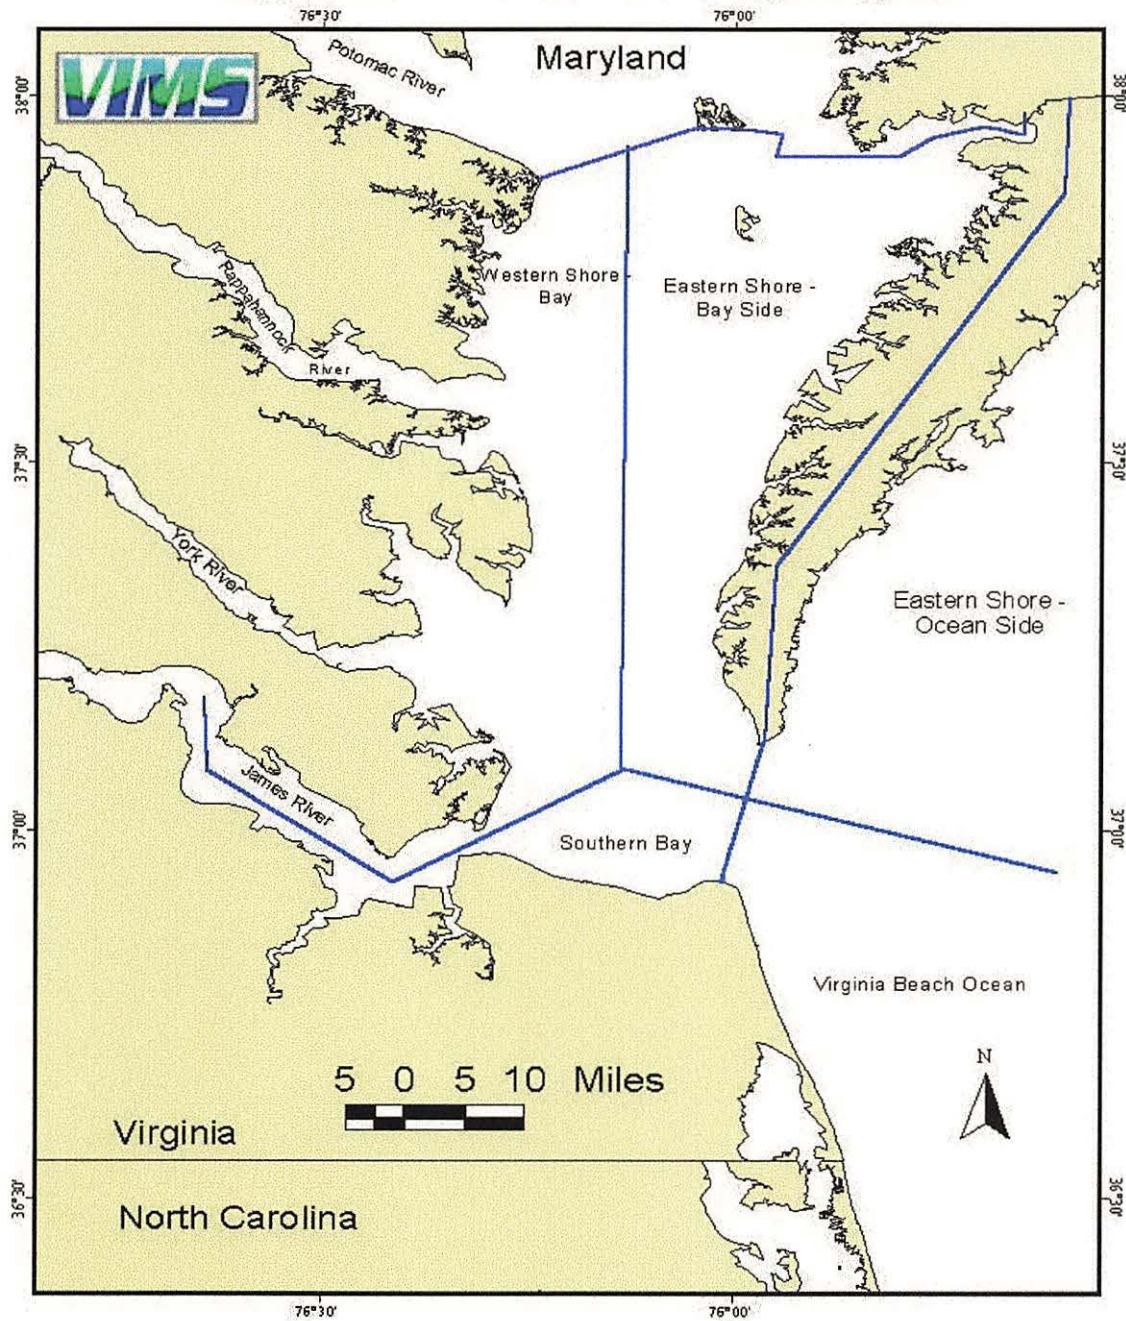 76°30'
76°00'
Maryland
Potomac River
VIMS
38°00'
38°00'
Western Shore -
Bay
Eastern Shore -
Bay Side
Rappahannock
River
37°30'
37°30'
York River
Eastern Shore -
Ocean Side
James River
37°00'
37°00'
Southern Bay
Virginia Beach Ocean
N
5 0 5 10 Miles
Virginia
36°30'
36°30'
North Carolina
76°30'
76°00'